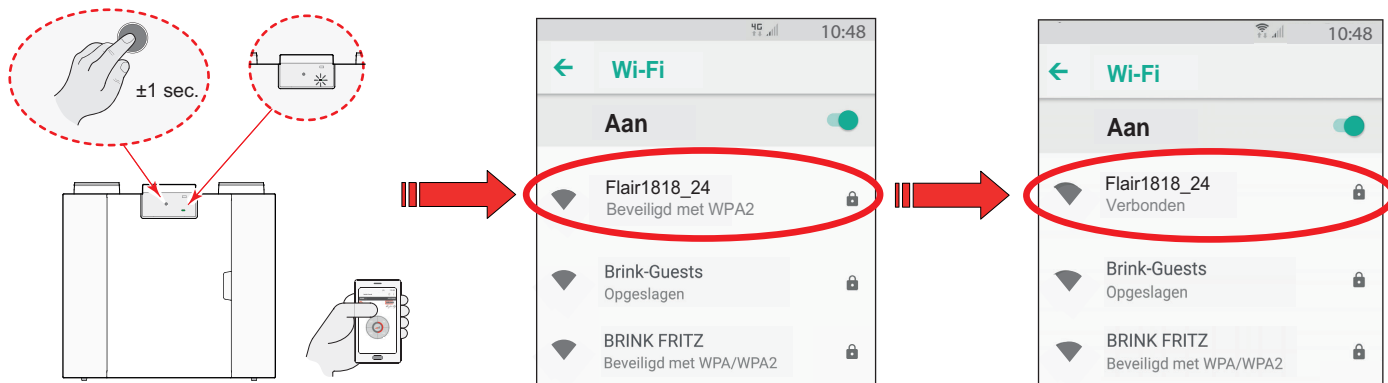 ±1 sec.
4G 10:48
Wi-Fi
Aan
Flair1818_24
Beveiligd met WPA2
Brink-Guests
Opgeslagen
BRINK FRITZ
Beveiligd met WPA/WPA2
10:48
Wi-Fi
Aan
Flair1818_24
Verbonden
Brink-Guests
Opgeslagen
BRINK FRITZ
Beveiligd met WPA/WPA2